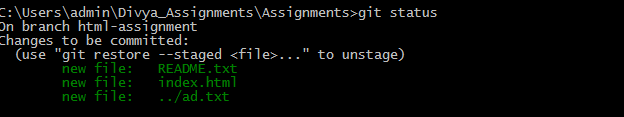 C:\Users\admin\Divya_Assignments\Assignments>git status
On branch html-assignment
Changes to be committed:
  (use "git restore --staged <file>..." to unstage)
        new file:   README.txt
        new file:   index.html
        new file:   ../ad.txt